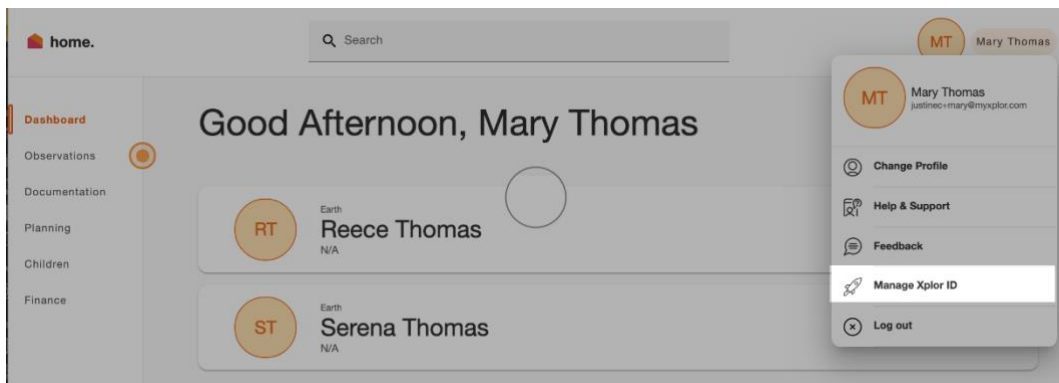 home.
Search
MT
Mary Thomas
Dashboard
Observations
Documentation
Planning
Children
Finance
Good Afternoon, Mary Thomas
RT
Earth
Reece Thomas
N/A
ST
Earth
Serena Thomas
N/A
MT
Mary Thomas
justinec+mary@myxplor.com
Change Profile
Help & Support
Feedback
Manage Xplor ID
Log out